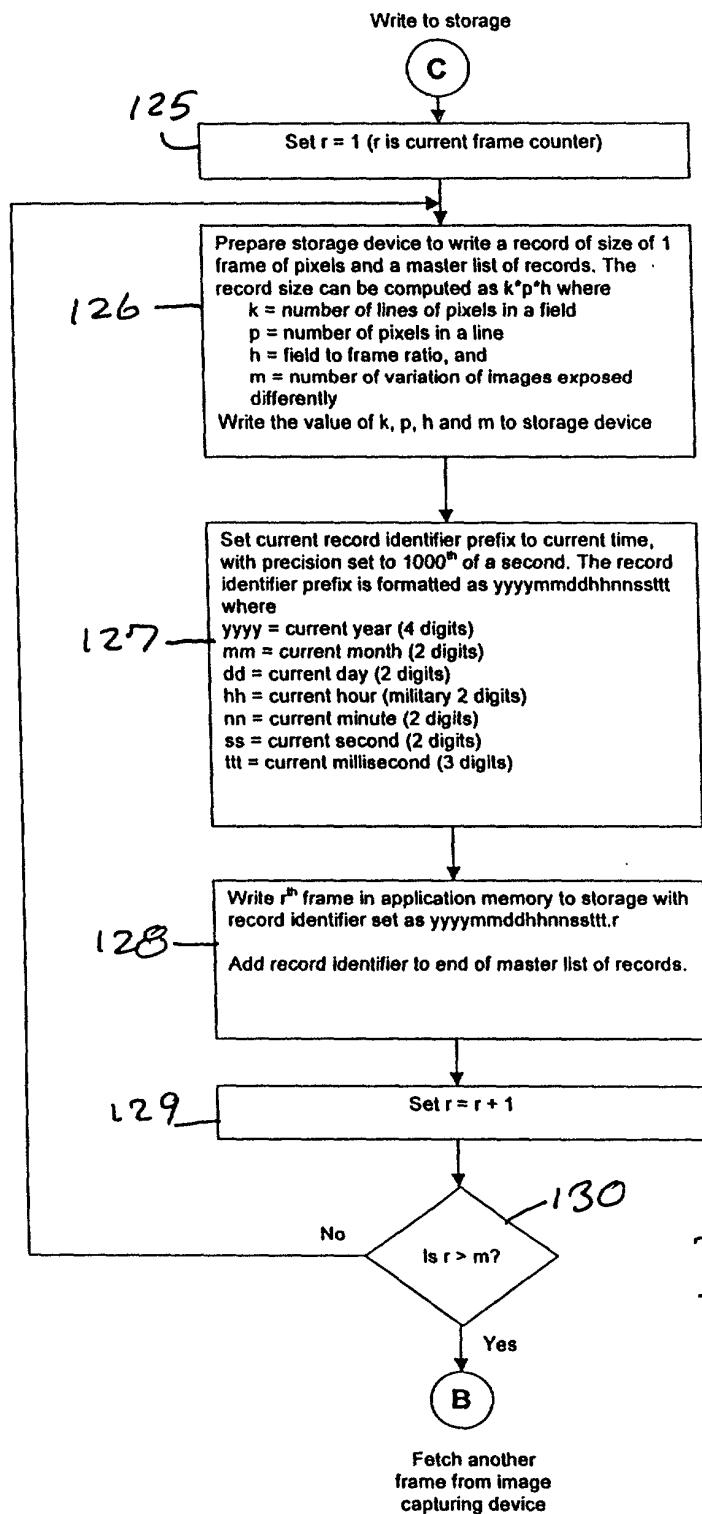 Write to storage
C
125
Set r = 1 (r is current frame counter)
126
Prepare storage device to write a record of size of 1
frame of pixels and a master list of records. The
record size can be computed as k*p*h where
k = number of lines of pixels in a field
p = number of pixels in a line
h = field to frame ratio, and
m = number of variation of images exposed
differently
Write the value of k, p, h and m to storage device
127
Set current record identifier prefix to current time,
with precision set to 1000th of a second. The record
identifier prefix is formatted as yyyymmddhhnnssttt
where
yyyy = current year (4 digits)
mm = current month (2 digits)
dd = current day (2 digits)
hh = current hour (military 2 digits)
nn = current minute (2 digits)
ss = current second (2 digits)
ttt = current millisecond (3 digits)
128
Write rth frame in application memory to storage with
record identifier set as yyyymmddhhnnssttt.r
Add record identifier to end of master list of records.
129
Set r = r + 1
130
No
Is r > m?
Yes
B
Fetch another
frame from image
capturing device